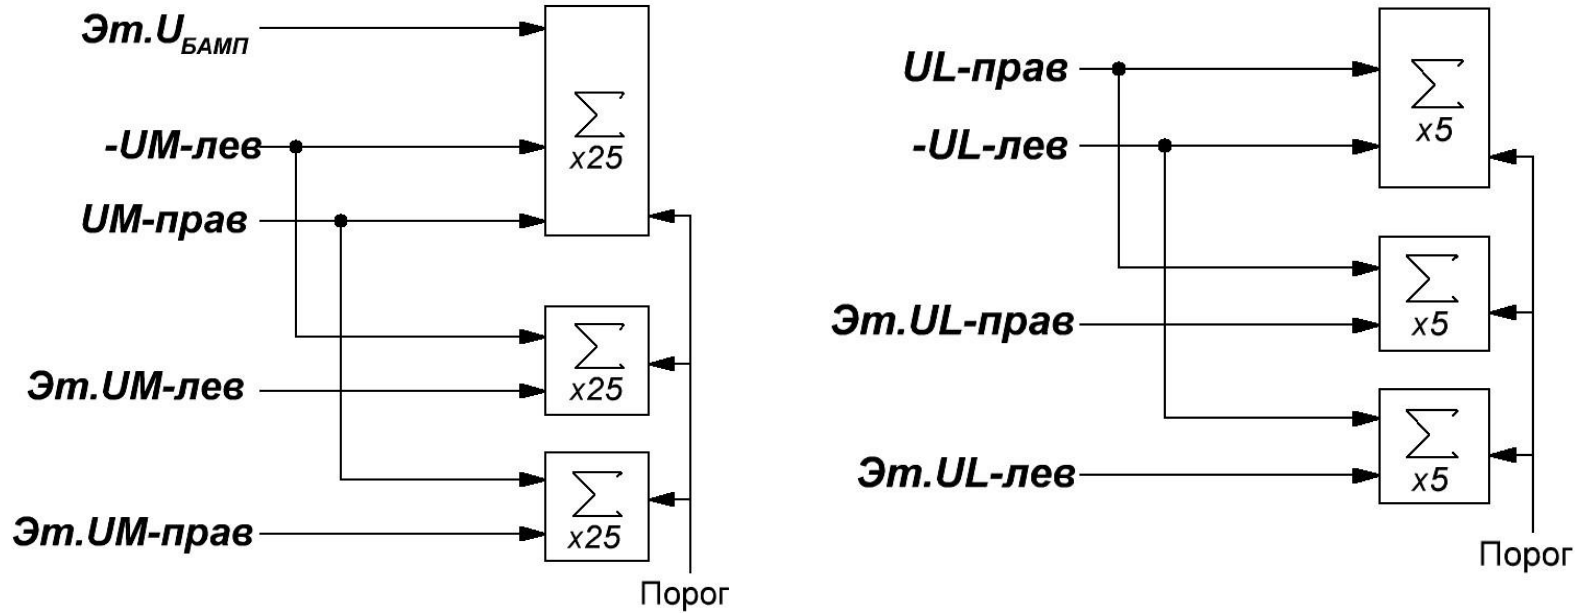 Эт.U БАМП
-UM-лев
UM-прав
Эт.UM-лев
Эт.UM-прав
∑
x25
∑
x25
∑
x25
Порог
UL-прав
-UL-лев
Эт.UL-прав
Эт.UL-лев
∑
x5
∑
x5
∑
x5
Порог